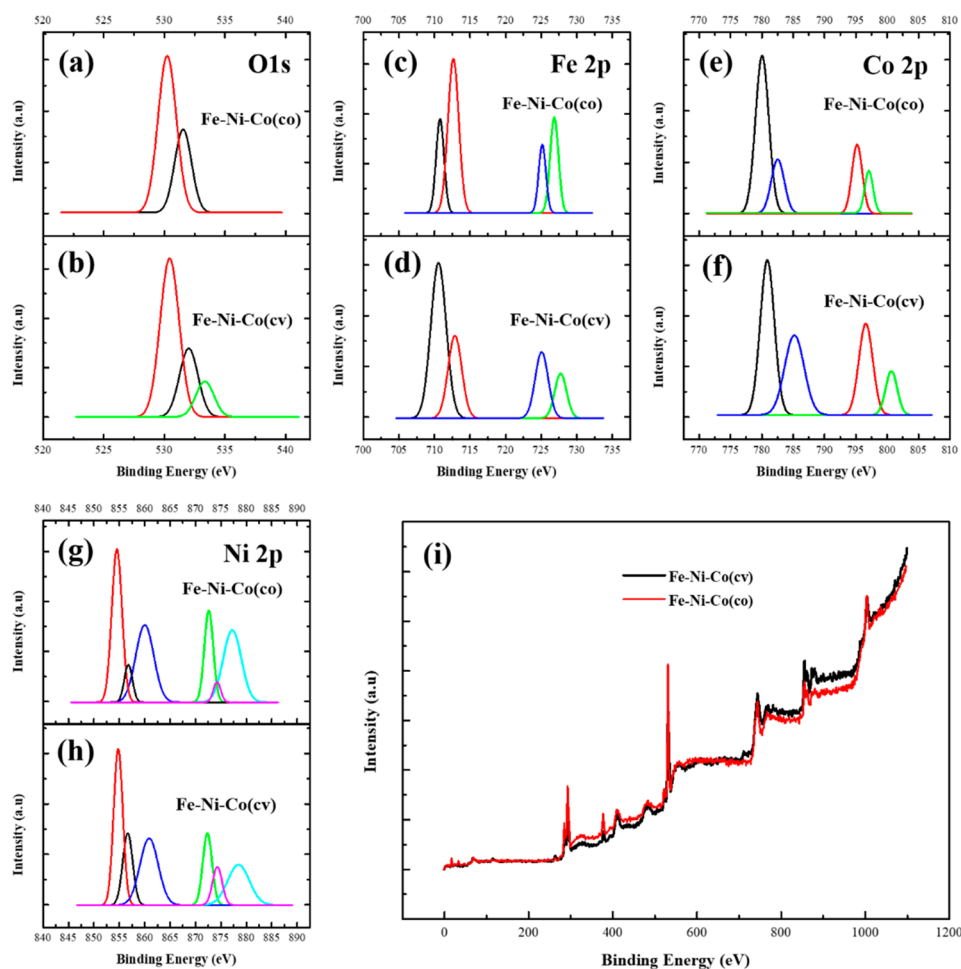 520 525 530 535 540
(a) O1s
Fe-Ni-Co(co)
Intensity (a.u)
(b)
Fe-Ni-Co(cv)
Intensity (a.u)
520 525 530 535 540
Binding Energy (eV)
700 705 710 715 720 725 730 735
(c) Fe 2p
Fe-Ni-Co(co)
Intensity (a.u)
(d)
Fe-Ni-Co(cv)
Intensity (a.u)
700 705 710 715 720 725 730 735
Binding Energy (eV)
770 775 780 785 790 795 800 805 810
(e) Co 2p
Fe-Ni-Co(co)
Intensity (a.u)
(f)
Fe-Ni-Co(cv)
Intensity (a.u)
770 775 780 785 790 795 800 805 810
Binding Energy (eV)
840 845 850 855 860 865 870 875 880 885 890
(g) Ni 2p
Fe-Ni-Co(co)
Intensity (a.u)
(h)
Fe-Ni-Co(cv)
Intensity (a.u)
840 845 850 855 860 865 870 875 880 885 890
Binding Energy (eV)
(i)
Fe-Ni-Co(cv)
Fe-Ni-Co(co)
Intensity (a.u)
0 200 400 600 800 1000 1200
Binding Energy (eV)